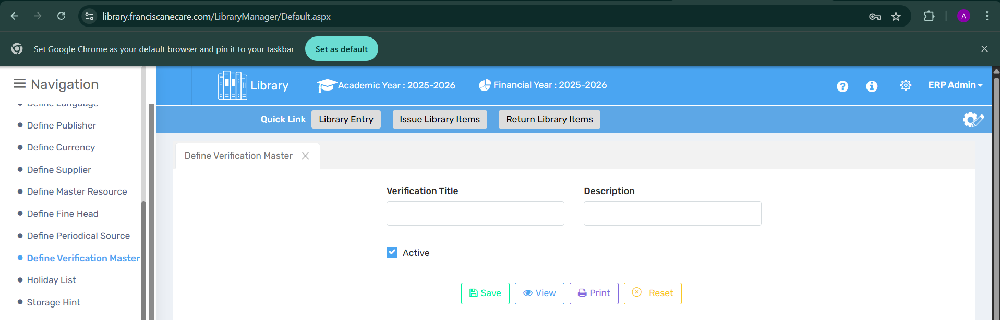 library.franciscanecare.com/LibraryManager/Default.aspx
A
Set Google Chrome as your default browser and pin it to your taskbar
Set as default
Navigation
Define Language
Define Publisher
Define Currency
Define Supplier
Define Master Resource
Define Fine Head
Define Periodical Source
Define Verification Master
Holiday List
Storage Hint
Library
Academic Year : 2025-2026
Financial Year : 2025-2026
ERP Admin
Quick Link
Library Entry
Issue Library Items
Return Library Items
Define Verification Master
Verification Title
Description
Active
Save
View
Print
Reset